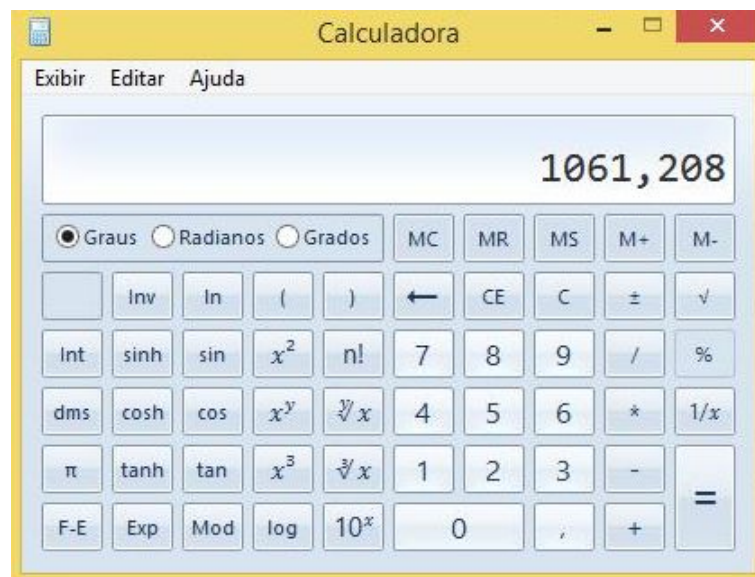 Calculadora
Exibir Editar Ajuda
1061,208
Graus Radianos Grados MC MR MS M+ M-
Inv In ( ) ← CE C ± √
Int sinh sin x² n! 7 8 9 / %
dms cosh cos xʸ ʸ√x 4 5 6 * 1/x
π tanh tan x³ ³√x 1 2 3 - =
F-E Exp Mod log 10ˣ 0 , +